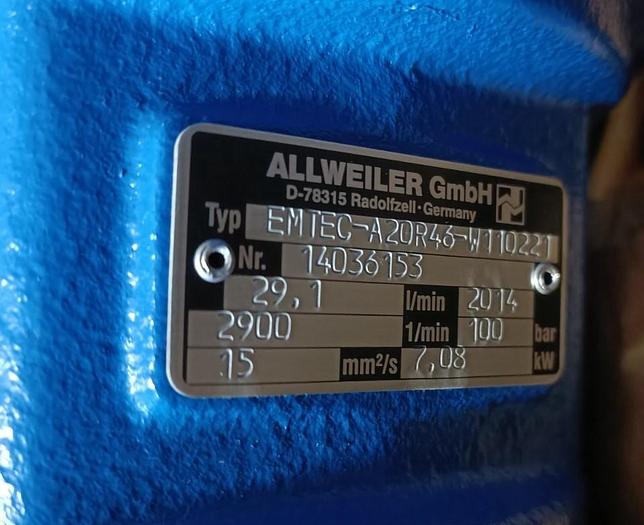 ALLWEILER GmbH
D-78315 Radolfzell·Germany
Typ EMTEC-A20R46-W110221
Nr. 14036153
29,1 l/min 2014
2900 1/min 100 bar
15 mm²/s 7,08 kW